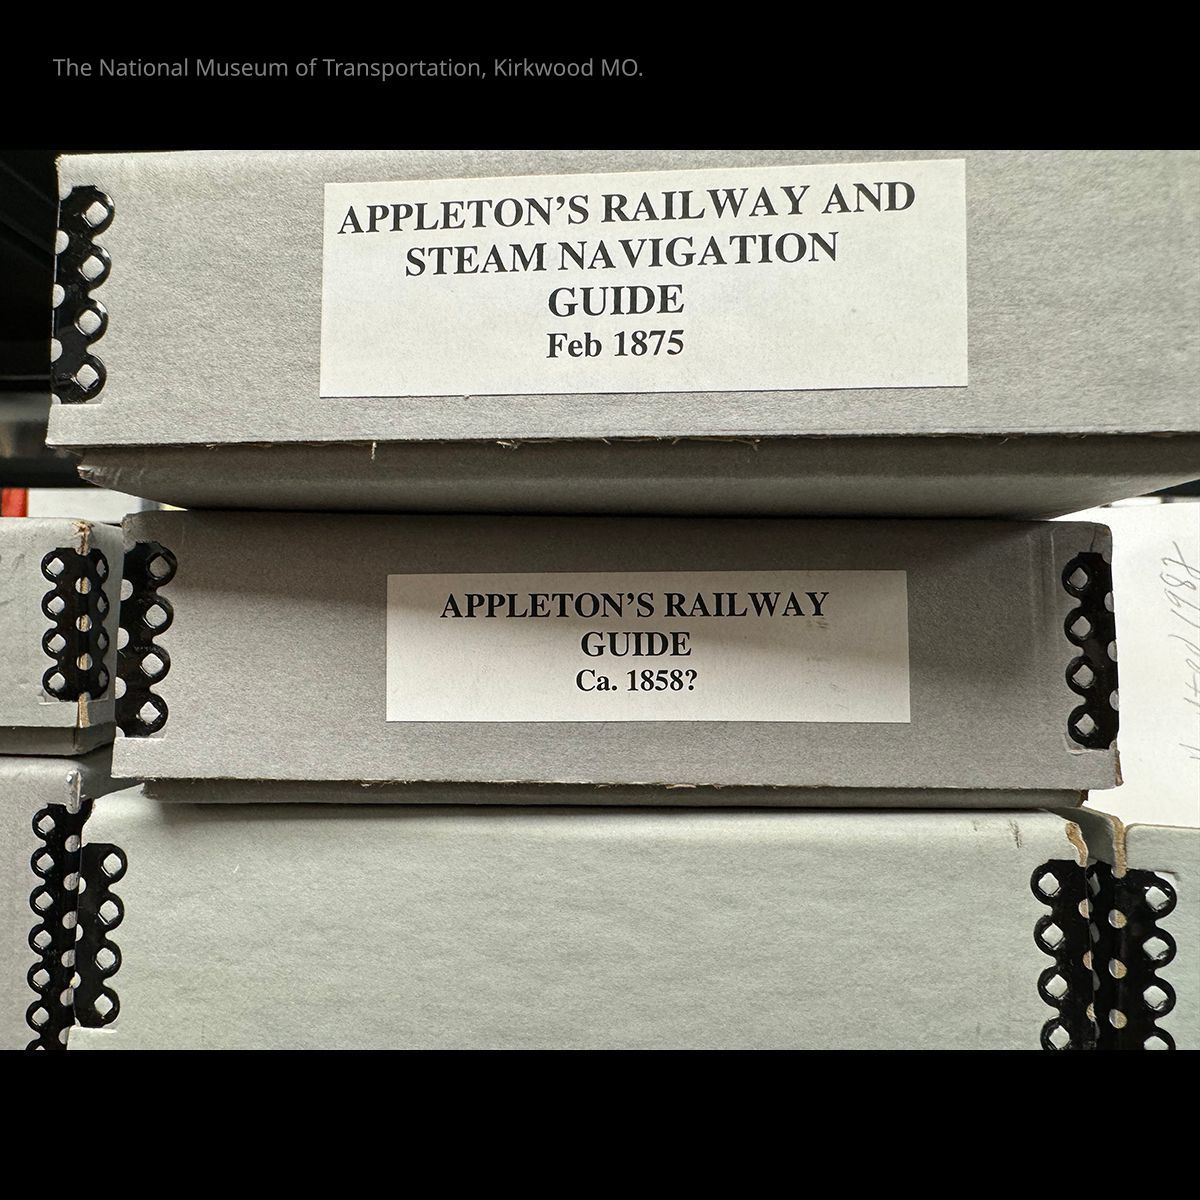 The National Museum of Transportation, Kirkwood MO.
APPLETON'S RAILWAY AND
STEAM NAVIGATION
GUIDE
Feb 1875
APPLETON'S RAILWAY
GUIDE
Ca. 1858?
1987